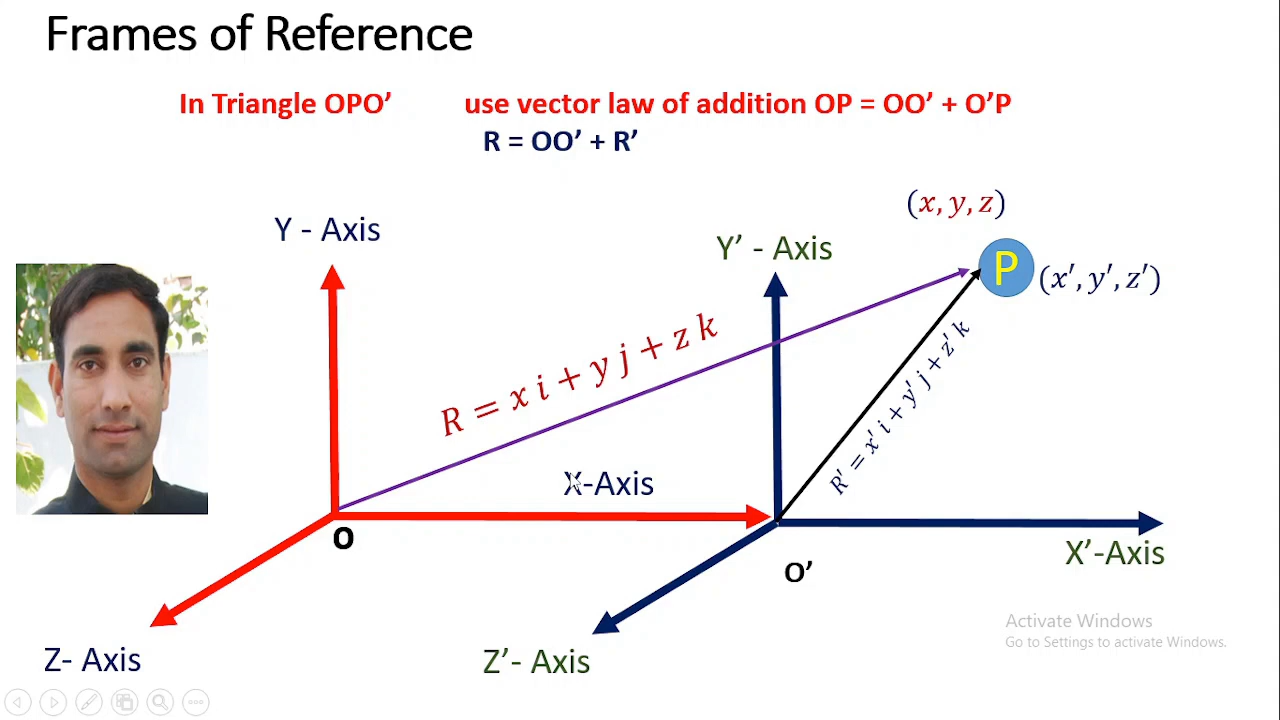 Frames of Reference
In Triangle OPO’ use vector law of addition OP = OO’ + O’P
R = OO’ + R’
(x, y, z)
Y - Axis
Y’ - Axis
P
(x′, y′, z′)
R = x i + y j + z k
R′ = x′ i + y′ j + z′ k
X-Axis
O
X’-Axis
O’
Z- Axis
Z’- Axis
Activate Windows
Go to Settings to activate Windows.